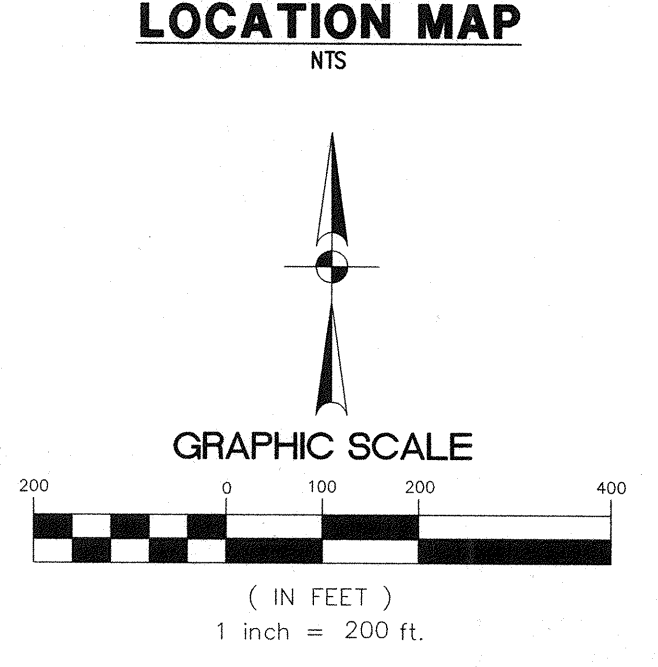 LOCATION MAP
NTS
GRAPHIC SCALE
200 0 100 200 400
( IN FEET )
1 inch = 200 ft.